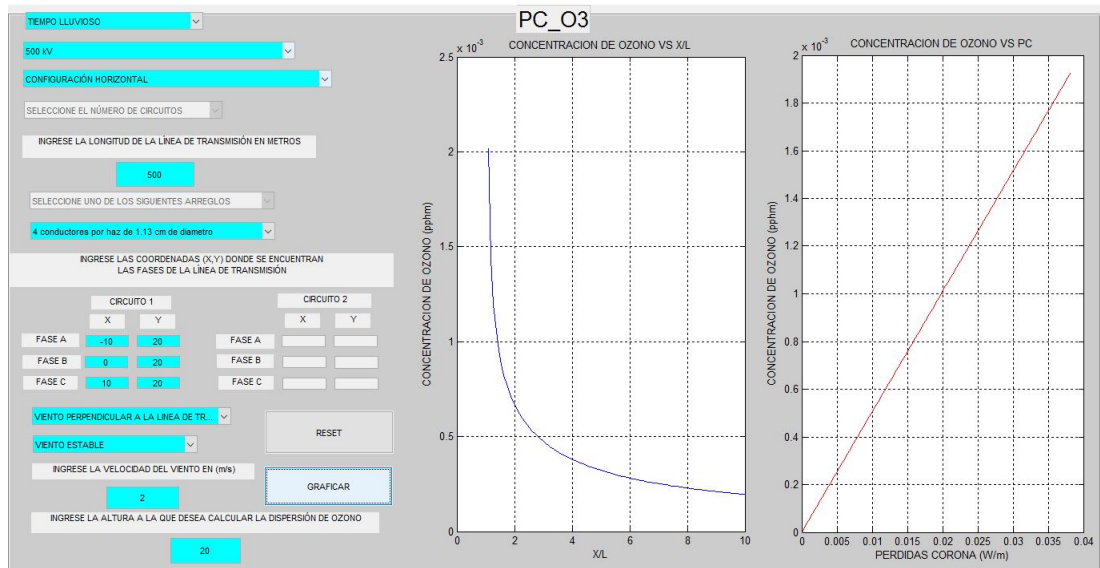 PC_O3
TIEMPO LLUVIOSO
500 kV
CONFIGURACIÓN HORIZONTAL
SELECCIONE EL NÚMERO DE CIRCUITOS
INGRESE LA LONGITUD DE LA LÍNEA DE TRANSMISIÓN EN METROS
500
SELECCIONE UNO DE LOS SIGUIENTES ARREGLOS
4 conductores por haz de 1.13 cm de diametro
INGRESE LAS COORDENADAS (X,Y) DONDE SE ENCUENTRAN
LAS FASES DE LA LÍNEA DE TRANSMISIÓN
CIRCUITO 1
X Y
FASE A -10 20
FASE B 0 20
FASE C 10 20
CIRCUITO 2
X Y
FASE A
FASE B
FASE C
VIENTO PERPENDICULAR A LA LINEA DE TR...
VIENTO ESTABLE
RESET
INGRESE LA VELOCIDAD DEL VIENTO EN (m/s)
2
GRAFICAR
INGRESE LA ALTURA A LA QUE DESEA CALCULAR LA DISPERSIÓN DE OZONO
20
CONCENTRACION DE OZONO VS X/L
x 10^-3
2.5
2
1.5
1
0.5
0
CONCENTRACION DE OZONO (pphm)
0 2 4 6 8 10
X/L
CONCENTRACION DE OZONO VS PC
x 10^-3
2
1.8
1.6
1.4
1.2
1
0.8
0.6
0.4
0.2
0
CONCENTRACION DE OZONO (pphm)
0 0.005 0.01 0.015 0.02 0.025 0.03 0.035 0.04
PERDIDAS CORONA (W/m)